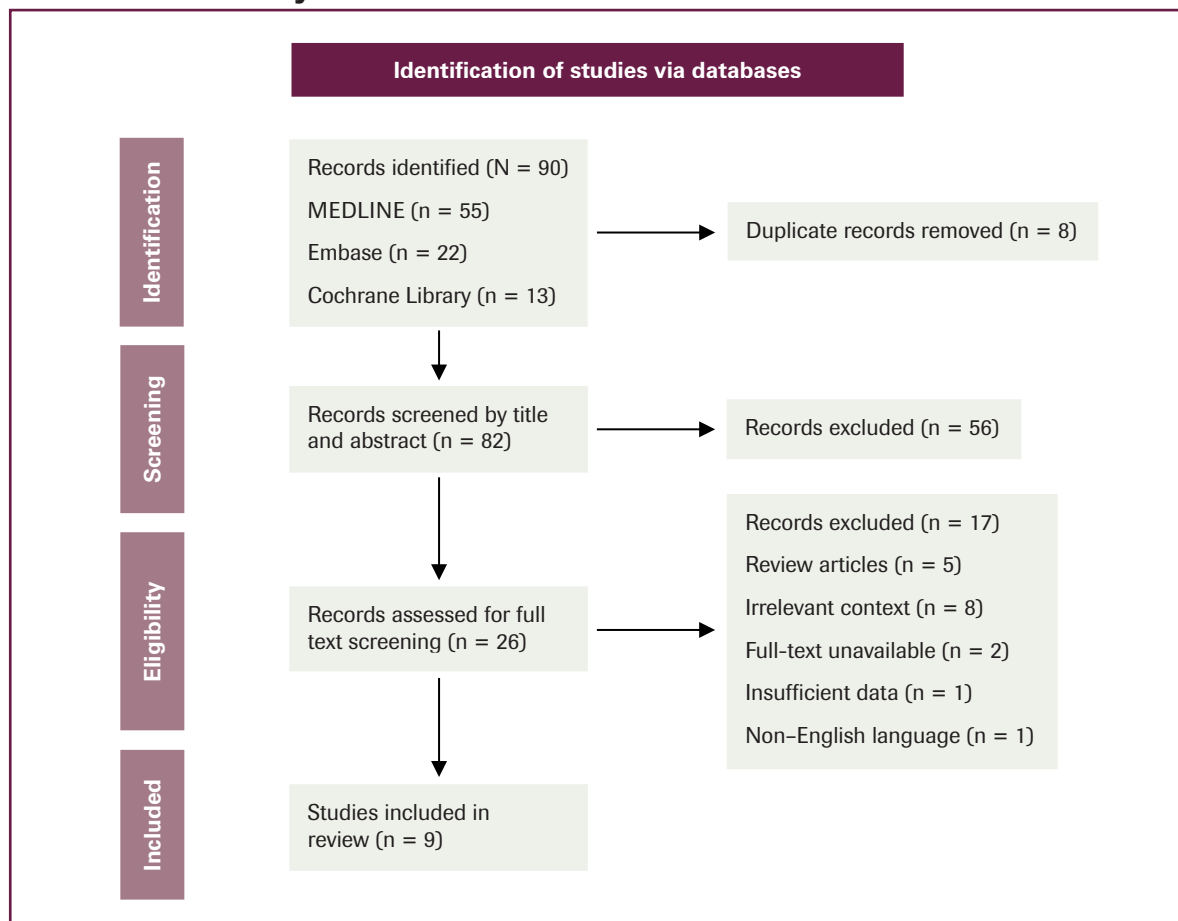 Identification of studies via databases
Identification
Records identified (N = 90)
MEDLINE (n = 55)
Embase (n = 22)
Cochrane Library (n = 13)
Duplicate records removed (n = 8)
Screening
Records screened by title
and abstract (n = 82)
Records excluded (n = 56)
Eligibility
Records assessed for full
text screening (n = 26)
Records excluded (n = 17)
Review articles (n = 5)
Irrelevant context (n = 8)
Full-text unavailable (n = 2)
Insufficient data (n = 1)
Non–English language (n = 1)
Included
Studies included in
review (n = 9)